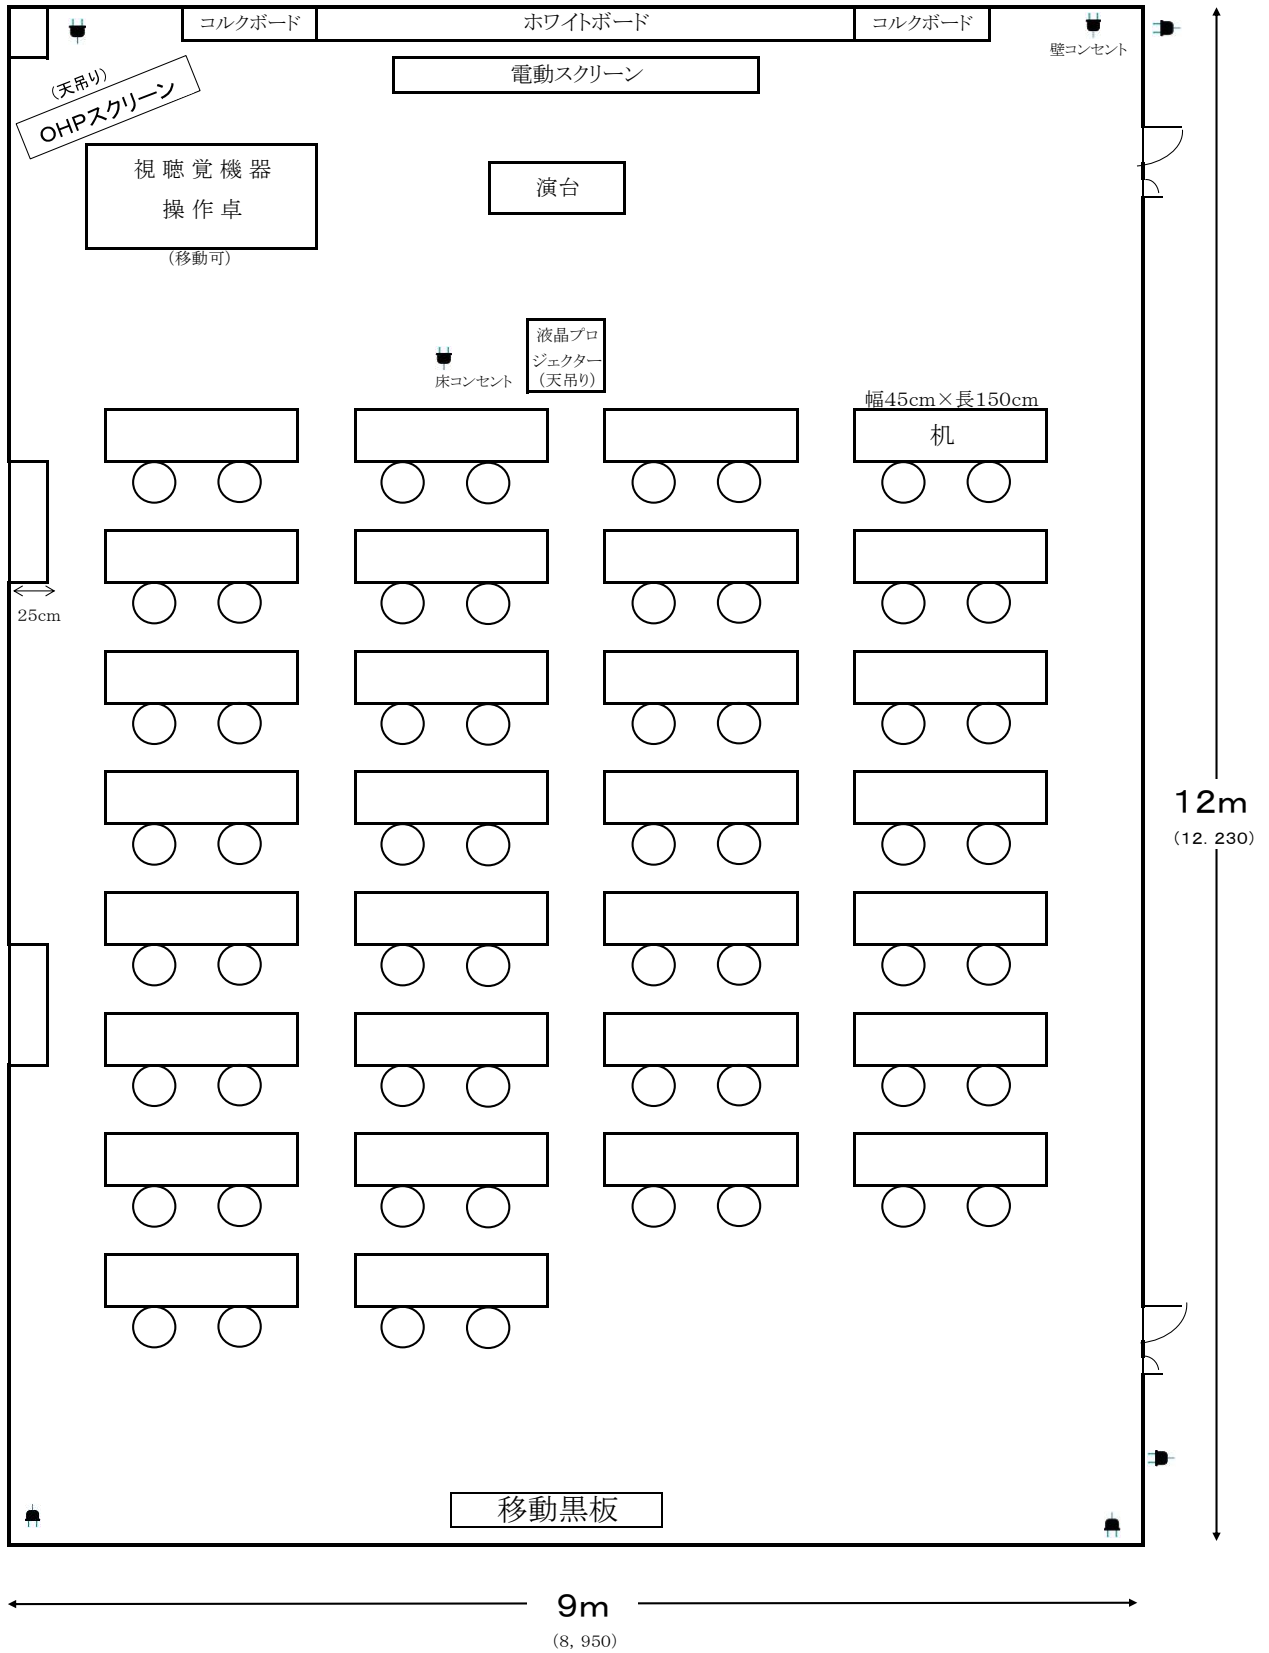 コルクボード
ホワイトボード
コルクボード
壁コンセント
電動スクリーン
（天吊り）
OHPスクリーン
視 聴 覚 機 器
操 作 卓
（移動可）
演台
液晶プロ
ジェクター
（天吊り）
床コンセント
幅45cm×長150cm
机
25cm
12m
（12. 230）
移動黒板
9m
（8, 950）